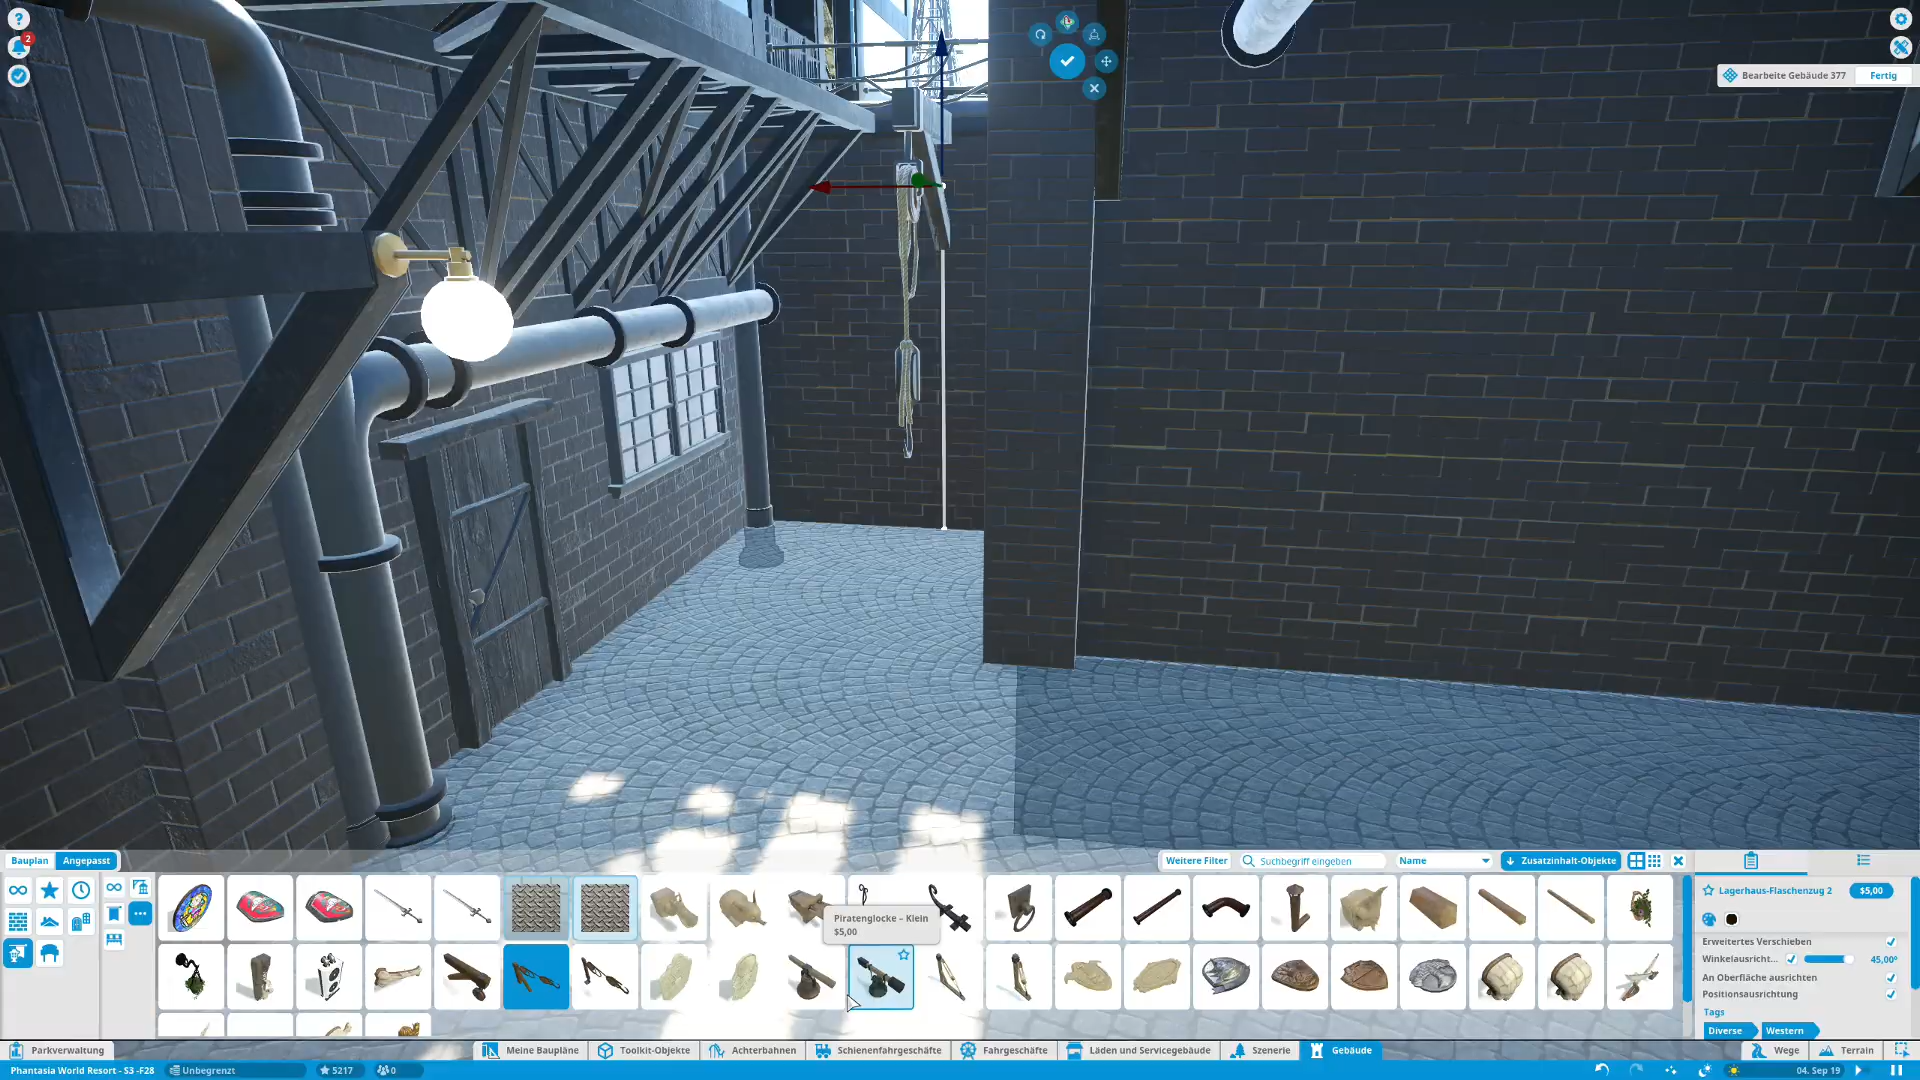 ?
2
Bearbeite Gebäude 377
Fertig
Bauplan
Angepasst
Weitere Filter
Suchbegriff eingeben
Name
Zusatzinhalt-Objekte
Piratenglocke – Klein
$5,00
Lagerhaus-Flaschenzug 2
$5,00
Erweitertes Verschieben
Winkelausricht...
45,00°
An Oberfläche ausrichten
Positionsausrichtung
Tags
Diverse
Western
Parkverwaltung
Meine Baupläne
Toolkit-Objekte
Achterbahnen
Schienenfahrgeschäfte
Fahrgeschäfte
Läden und Servicegebäude
Szenerie
Gebäude
Wege
Terrain
Phantasia World Resort - S3 -F28
Unbegrenzt
5217
0
04. Sep 19